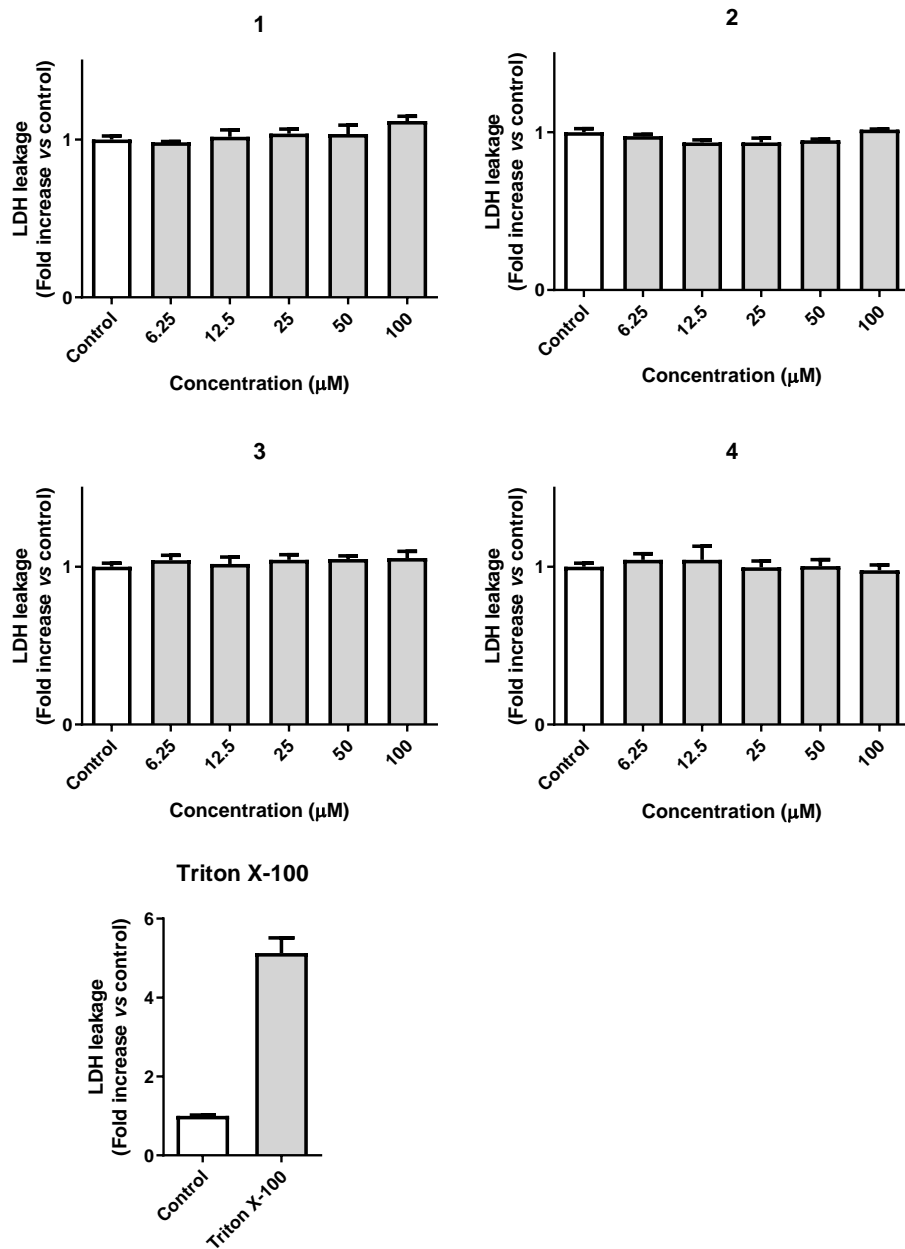 1
LDH leakage
(Fold increase vs control)
1
0
Control
6.25
12.5
25
50
100
Concentration (μM)
2
LDH leakage
(Fold increase vs control)
1
0
Control
6.25
12.5
25
50
100
Concentration (μM)
3
LDH leakage
(Fold increase vs control)
1
0
Control
6.25
12.5
25
50
100
Concentration (μM)
4
LDH leakage
(Fold increase vs control)
1
0
Control
6.25
12.5
25
50
100
Concentration (μM)
Triton X-100
LDH leakage
(Fold increase vs control)
6
4
2
0
Control
Triton X-100